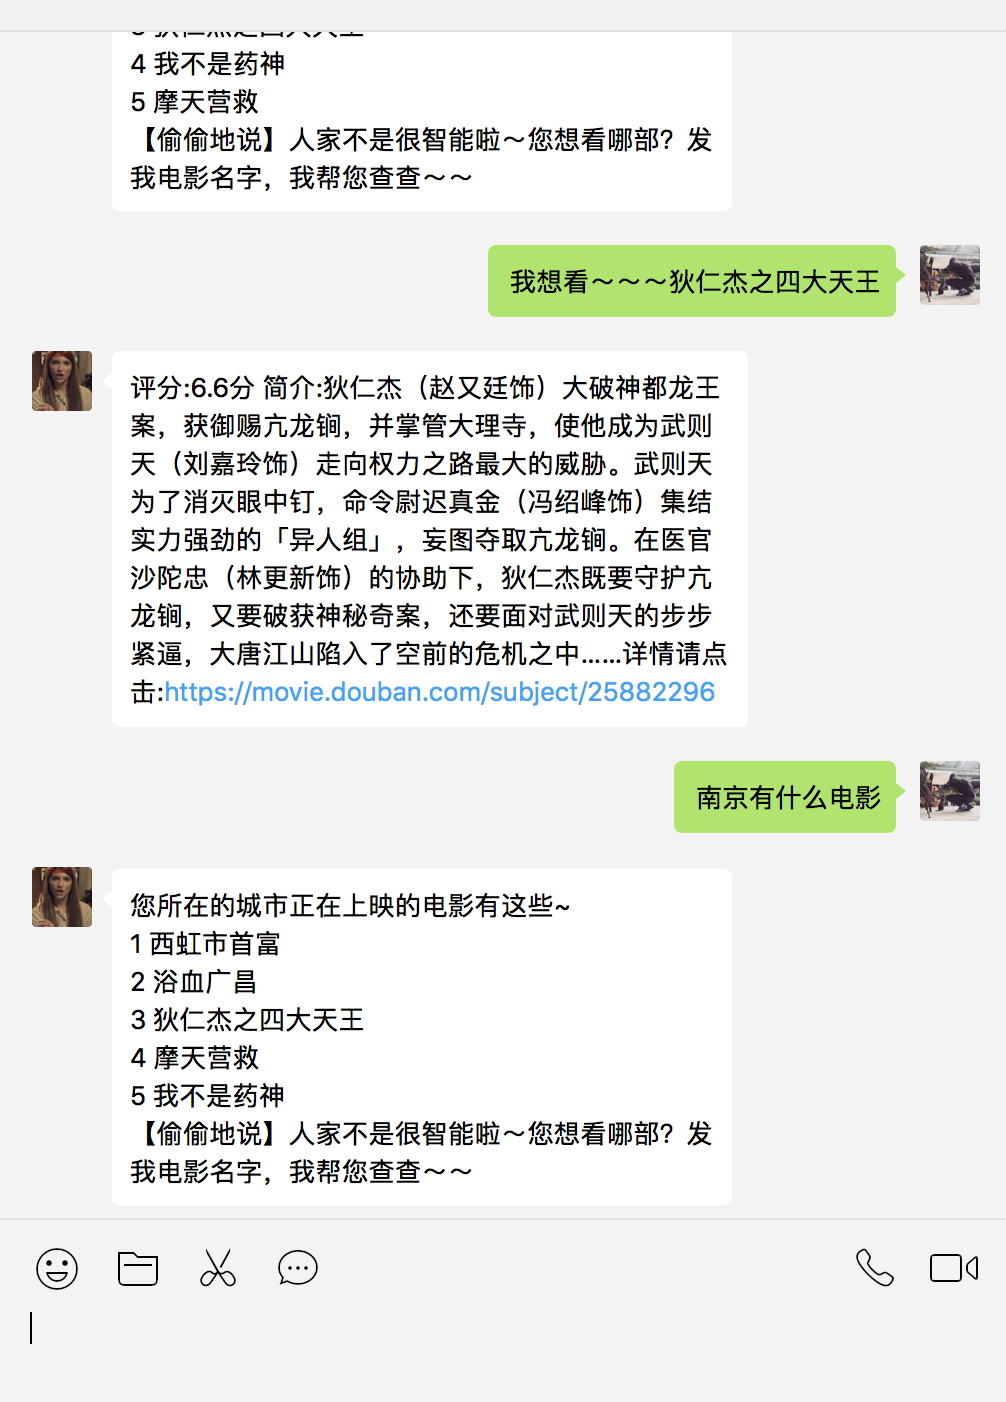 3 狄仁杰之四大天王
4 我不是药神
5 摩天营救
【偷偷地说】人家不是很智能啦～您想看哪部？发
我电影名字，我帮您查查～～
我想看～～～狄仁杰之四大天王
评分:6.6分 简介:狄仁杰（赵又廷饰）大破神都龙王
案，获御赐亢龙锏，并掌管大理寺，使他成为武则
天（刘嘉玲饰）走向权力之路最大的威胁。武则天
为了消灭眼中钉，命令尉迟真金（冯绍峰饰）集结
实力强劲的「异人组」，妄图夺取亢龙锏。在医官
沙陀忠（林更新饰）的协助下，狄仁杰既要守护亢
龙锏，又要破获神秘奇案，还要面对武则天的步步
紧逼，大唐江山陷入了空前的危机之中……详情请点
击:https://movie.douban.com/subject/25882296
南京有什么电影
您所在的城市正在上映的电影有这些~
1 西虹市首富
2 浴血广昌
3 狄仁杰之四大天王
4 摩天营救
5 我不是药神
【偷偷地说】人家不是很智能啦～您想看哪部？发
我电影名字，我帮您查查～～